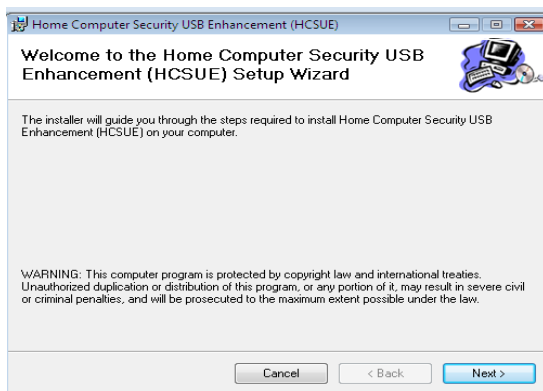 Home Computer Security USB Enhancement (HCSUE)
Welcome to the Home Computer Security USB
Enhancement (HCSUE) Setup Wizard
The installer will guide you through the steps required to install Home Computer Security USB
Enhancement (HCSUE) on your computer.
WARNING: This computer program is protected by copyright law and international treaties.
Unauthorized duplication or distribution of this program, or any portion of it, may result in severe civil
or criminal penalties, and will be prosecuted to the maximum extent possible under the law.
Cancel
< Back
Next >